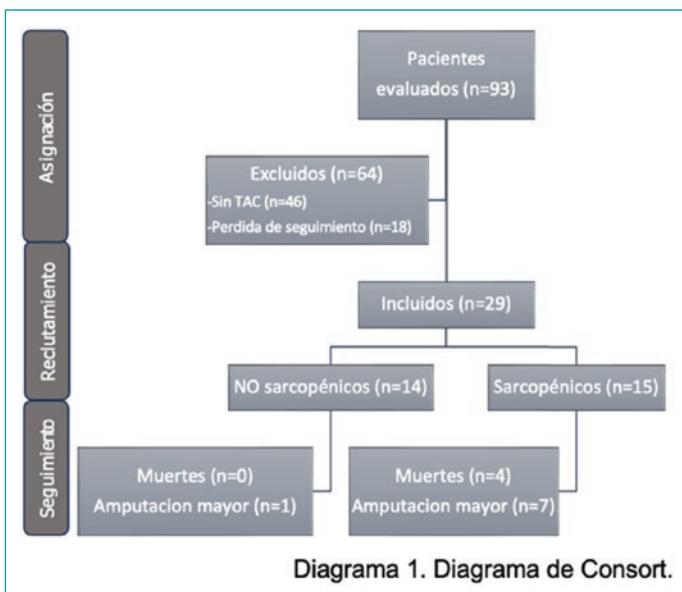 Asignación
Reclutamiento
Seguimiento
Pacientes
evaluados (n=93)
Excluidos (n=64)
-Sin TAC (n=46)
-Perdida de seguimiento (n=18)
Incluidos (n=29)
NO sarcopénicos (n=14)
Sarcopénicos (n=15)
Muertes (n=0)
Amputacion mayor (n=1)
Muertes (n=4)
Amputacion mayor (n=7)
Diagrama 1. Diagrama de Consort.